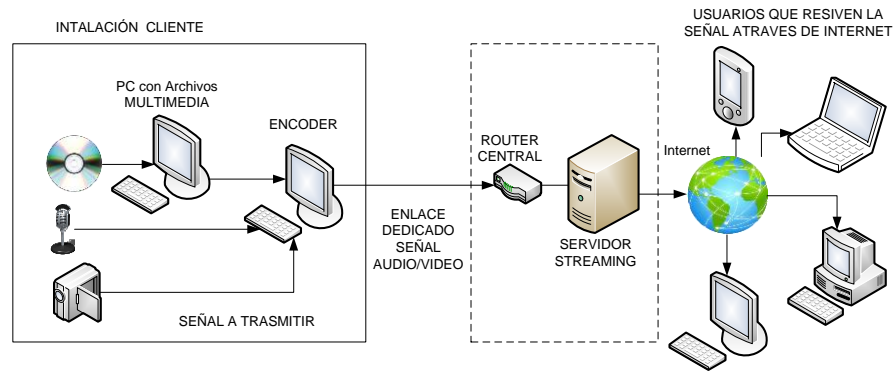 INTALACIÓN CLIENTE
PC con Archivos
MULTIMEDIA
ENCODER
SEÑAL A TRASMITIR
ENLACE
DEDICADO
SEÑAL
AUDIO/VIDEO
ROUTER
CENTRAL
SERVIDOR
STREAMING
Internet
USUARIOS QUE RESIVEN LA
SEÑAL ATRAVES DE INTERNET